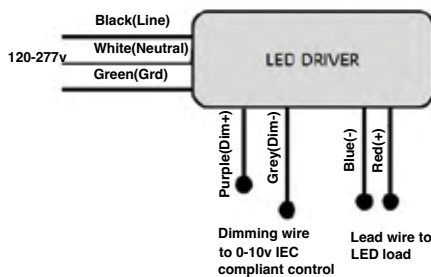 Black(Line)
White(Neutral)
120-277v
Green(Grd)
LED DRIVER
Purple(Dim+)
Grey(Dim-)
Blue(-)
Red(+)
Dimming wire
to 0-10v IEC
compliant control
Lead wire to
LED load